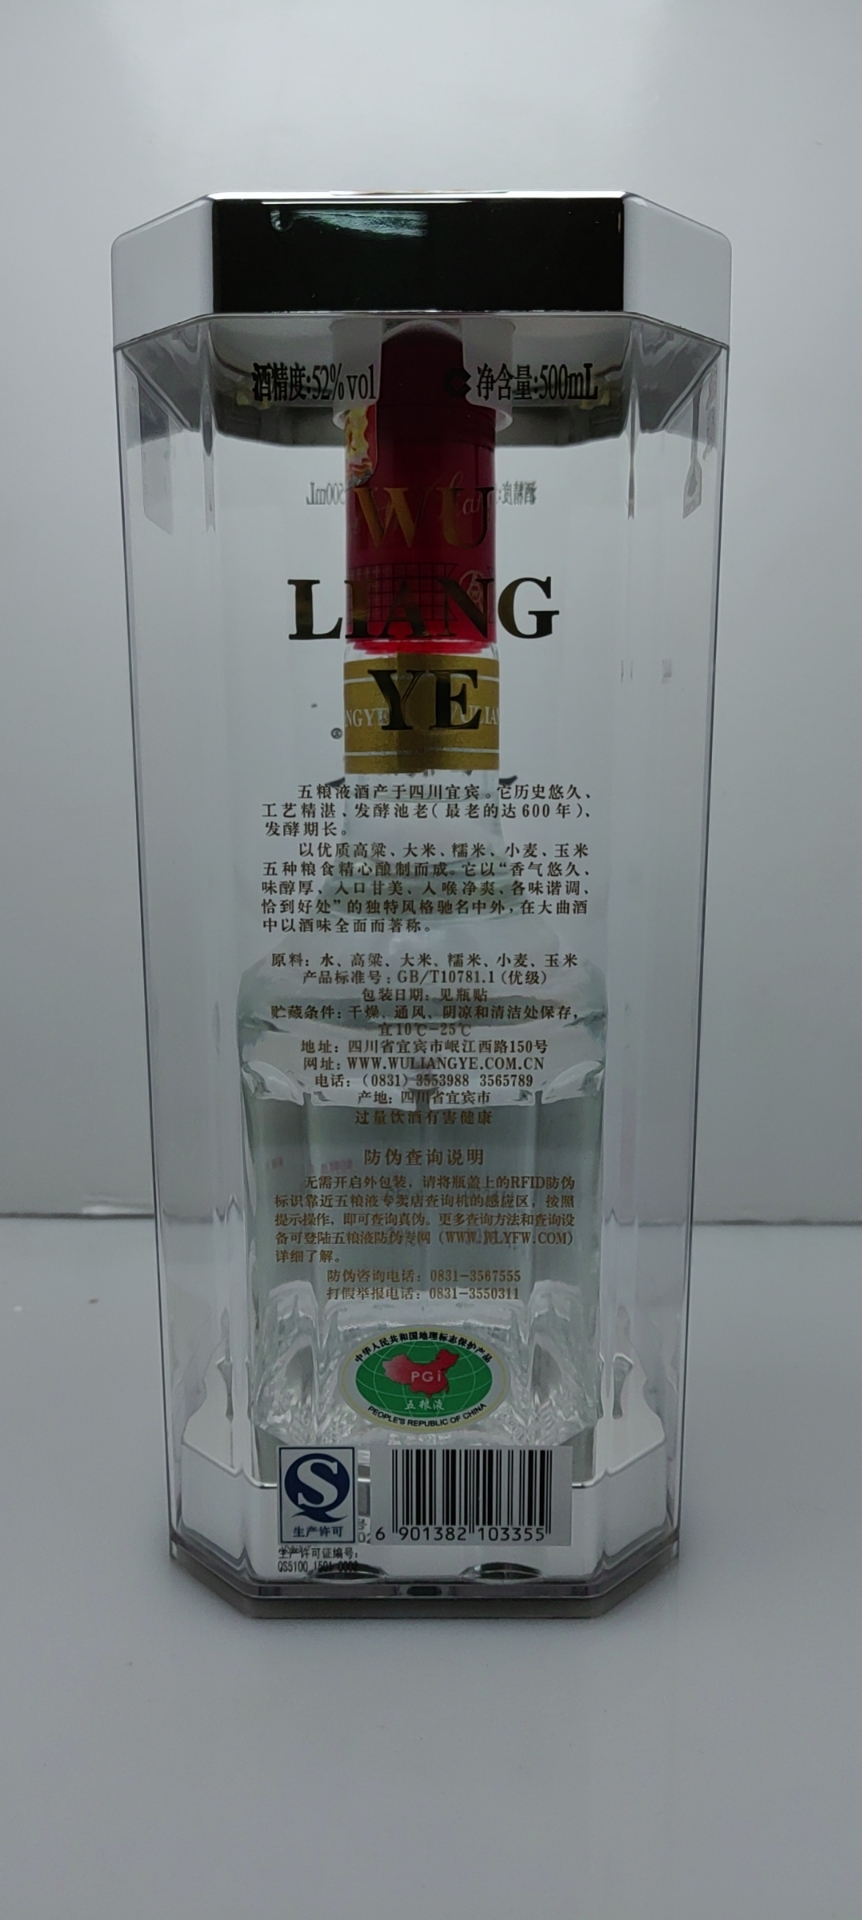 酒精度:52%vol
净含量:500mL
WU
LIANG
YE
五粮液酒产于四川宜宾。它历史悠久、
工艺精湛、发酵池老(最老的达600年)、
发酵期长。
以优质高粱、大米、糯米、小麦、玉米
五种粮食精心酿制而成。它以“香气悠久、
味醇厚、入口甘美、入喉净爽、各味谐调、
恰到好处”的独特风格驰名中外,在大曲酒
中以酒味全面而著称。
原料: 水、高粱、大米、糯米、小麦、玉米
产品标准号: GB/T10781.1(优级)
包装日期: 见瓶贴
贮藏条件: 干燥、通风、阴凉和清洁处保存,
宜10℃-25℃
地址: 四川省宜宾市岷江西路150号
网址: WWW.WULIANGYE.COM.CN
电话: (0831) 3553988 3565789
产地: 四川省宜宾市
过量饮酒有害健康
防伪查询说明
无需开启外包装, 请将瓶盖上的RFID防伪
标识靠近五粮液专卖店查询机的感应区, 按照
提示操作, 即可查询真伪。更多查询方法和查询设
备可登陆五粮液防伪专网 (WWW.WLYFW.COM)
详细了解。
防伪咨询电话: 0831-3567555
打假举报电话: 0831-3550311
中华人民共和国地理标志保护产品
PGi
五粮液
PEOPLE'S REPUBLIC OF CHINA
生产许可
6 901382 103355
生产许可证编号:
QS5100 1501